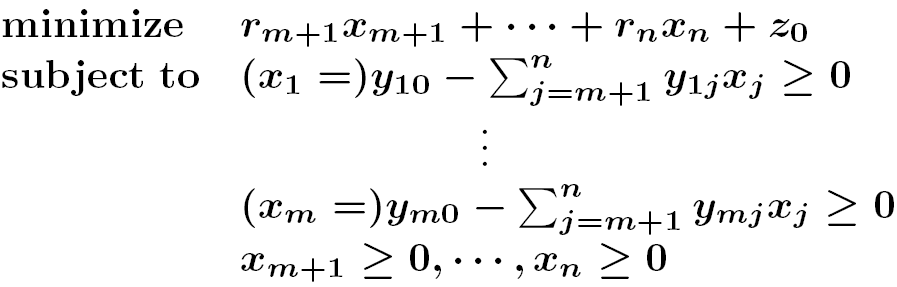 minimize r_{m+1}x_{m+1} + ⋯ + r_n x_n + z_0
subject to (x_1 =)y_{10} − ∑_{j=m+1}^{n} y_{1j}x_j ≥ 0
⋮
(x_m =)y_{m0} − ∑_{j=m+1}^{n} y_{mj}x_j ≥ 0
x_{m+1} ≥ 0, ⋯ , x_n ≥ 0